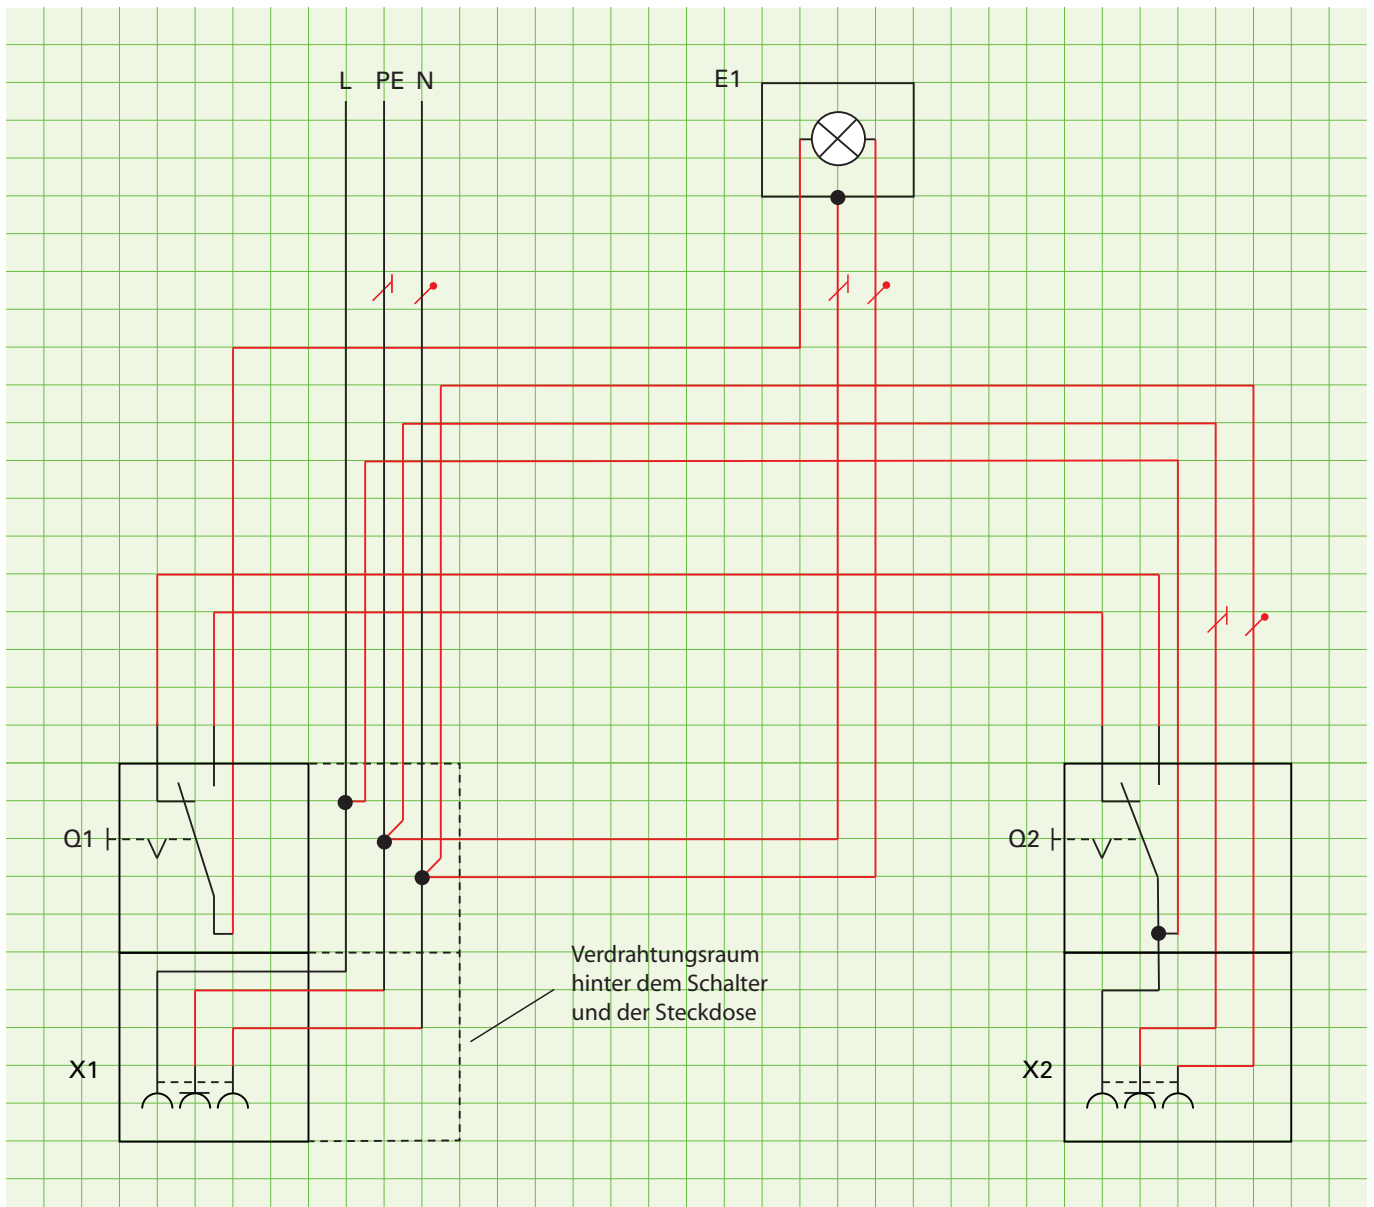 L PE N
E1
Q1
Q2
Verdrahtungsraum
hinter dem Schalter
und der Steckdose
X1
X2